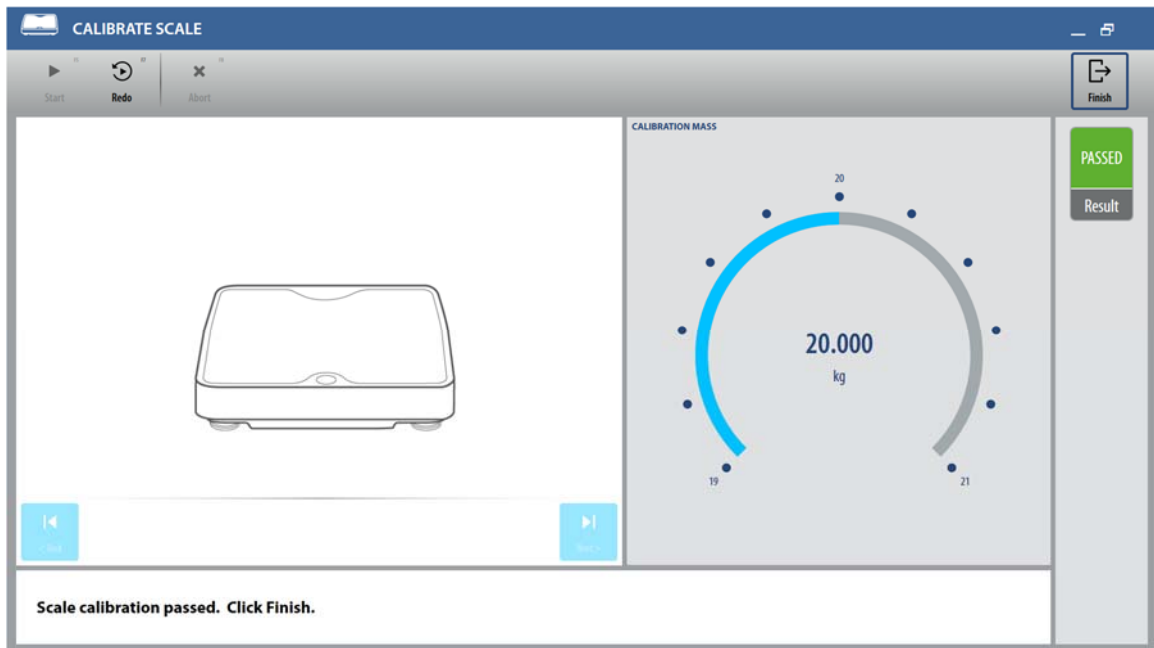 CALIBRATE SCALE
Start
Redo
Abort
Finish
CALIBRATION MASS
20
19
21
20.000
kg
PASSED
Result
Next >
Scale calibration passed. Click Finish.